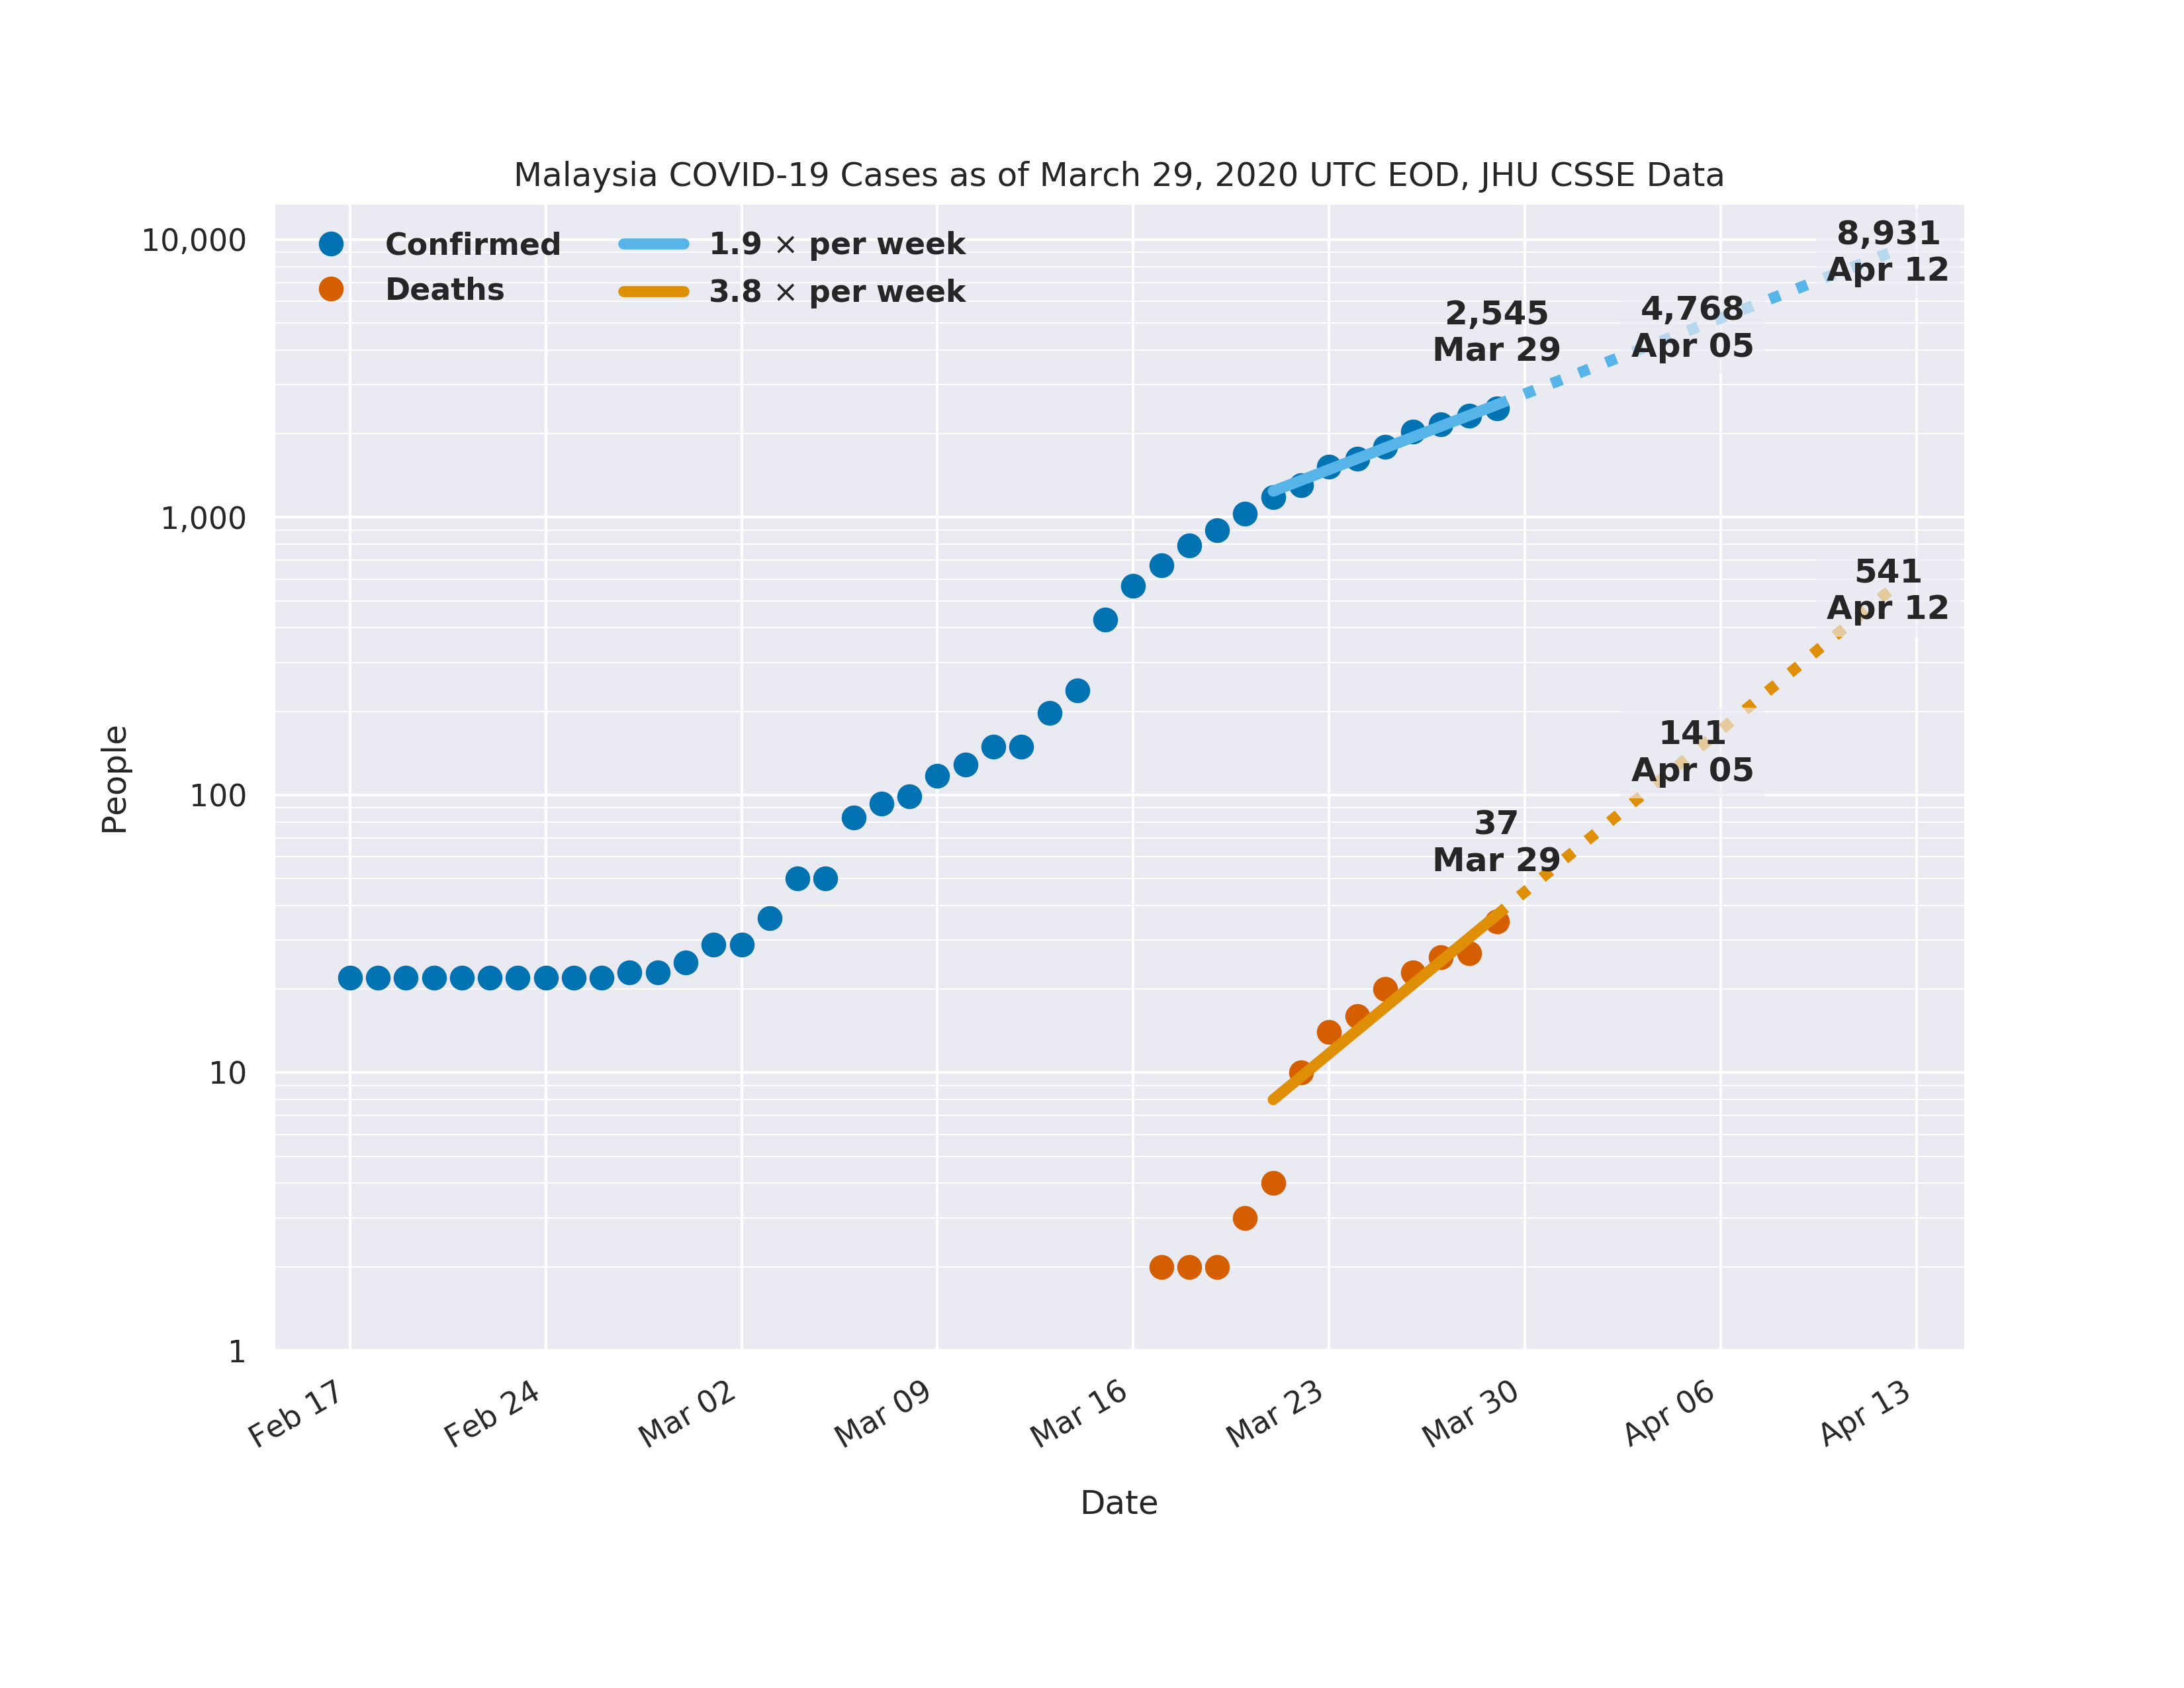 Malaysia COVID-19 Cases as of March 29, 2020 UTC EOD, JHU CSSE Data
Confirmed
Deaths
1.9 × per week
3.8 × per week
8,931
Apr 12
2,545
Mar 29
4,768
Apr 05
541
Apr 12
141
Apr 05
37
Mar 29
People
10,000
1,000
100
10
1
Feb 17
Feb 24
Mar 02
Mar 09
Mar 16
Mar 23
Mar 30
Apr 06
Apr 13
Date